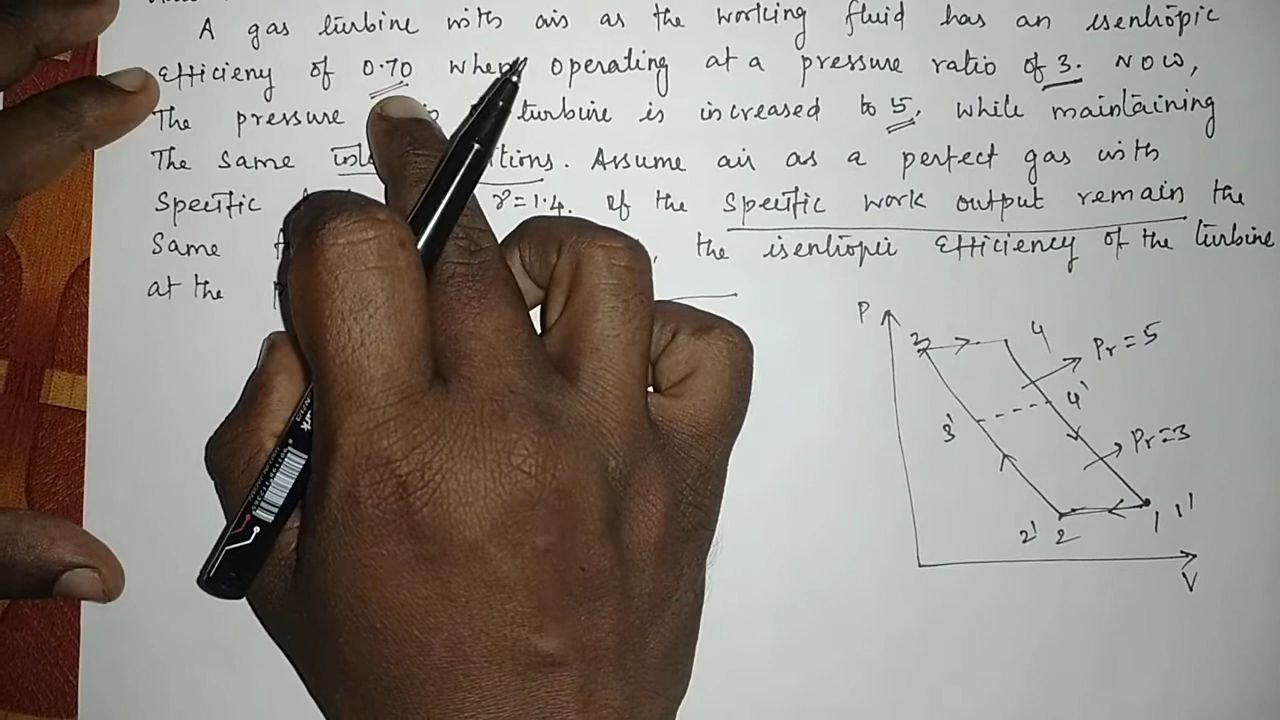 A gas turbine with air as the working fluid has an isentropic
Efficieny of 0.70 when operating at a pressure ratio of 3. NOW,
The pressure turbine is increased to 5, while maintaining
The same itions. Assume air as a perfect gas with
Specific γ=1.4. If the specific work output remain the
Same the isentropic Efficiency of the turbine
at the
P
3 4
Pr=5
4'
3'
Pr=3
2' 2 1 1'
V